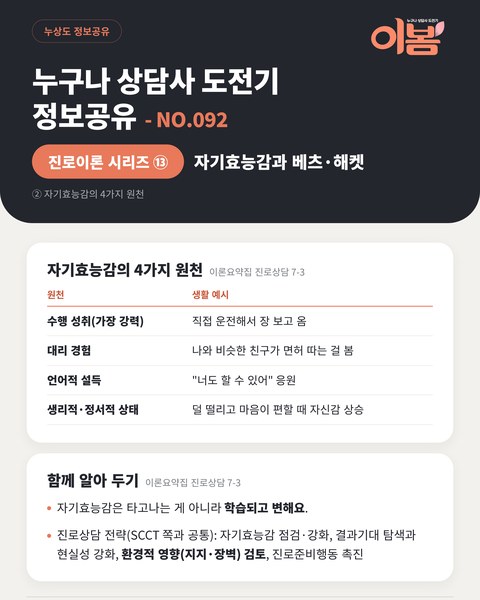 누상도 정보공유
누구나 상담사 도전기
이봄
누구나 상담사 도전기
정보공유 - NO.092
진로이론 시리즈 ⑬ 자기효능감과 베츠·해켓
② 자기효능감의 4가지 원천
자기효능감의 4가지 원천 이론요약집 진로상담 7-3
원천 생활 예시
수행 성취(가장 강력) 직접 운전해서 장 보고 옴
대리 경험 나와 비슷한 친구가 면허 따는 걸 봄
언어적 설득 "너도 할 수 있어" 응원
생리적·정서적 상태 덜 떨리고 마음이 편할 때 자신감 상승
함께 알아 두기 이론요약집 진로상담 7-3
• 자기효능감은 타고나는 게 아니라 학습되고 변해요.
• 진로상담 전략(SCCT 쪽과 공통): 자기효능감 점검·강화, 결과기대 탐색과
현실성 강화, 환경적 영향(지지·장벽) 검토, 진로준비행동 촉진